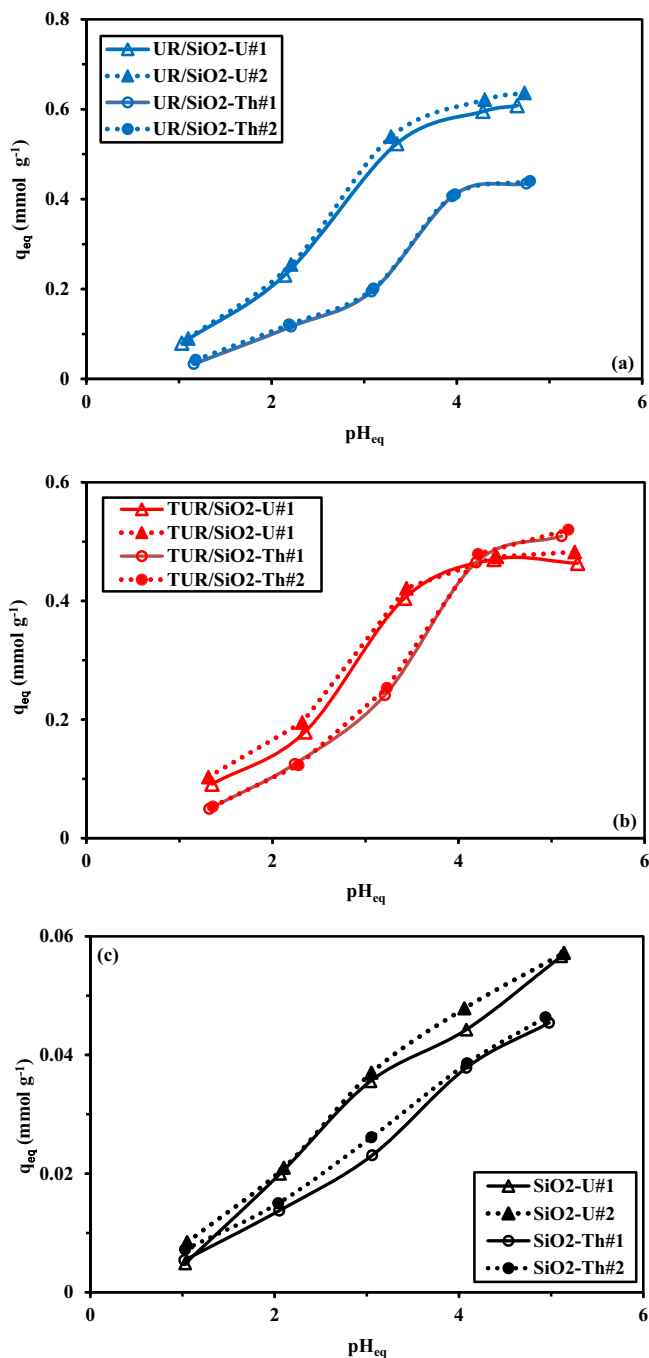 0.8
UR/SiO2-U#1
UR/SiO2-U#2
UR/SiO2-Th#1
UR/SiO2-Th#2
0.6
0.4
0.2
0
qeq (mmol g-1)
(a)
0 2 4 6
pHeq
0.6
TUR/SiO2-U#1
TUR/SiO2-U#1
TUR/SiO2-Th#1
TUR/SiO2-Th#2
0.4
0.2
0
qeq (mmol g-1)
(b)
0 2 4 6
pHeq
0.06
(c)
0.04
0.02
0
qeq (mmol g-1)
SiO2-U#1
SiO2-U#2
SiO2-Th#1
SiO2-Th#2
0 2 4 6
pHeq